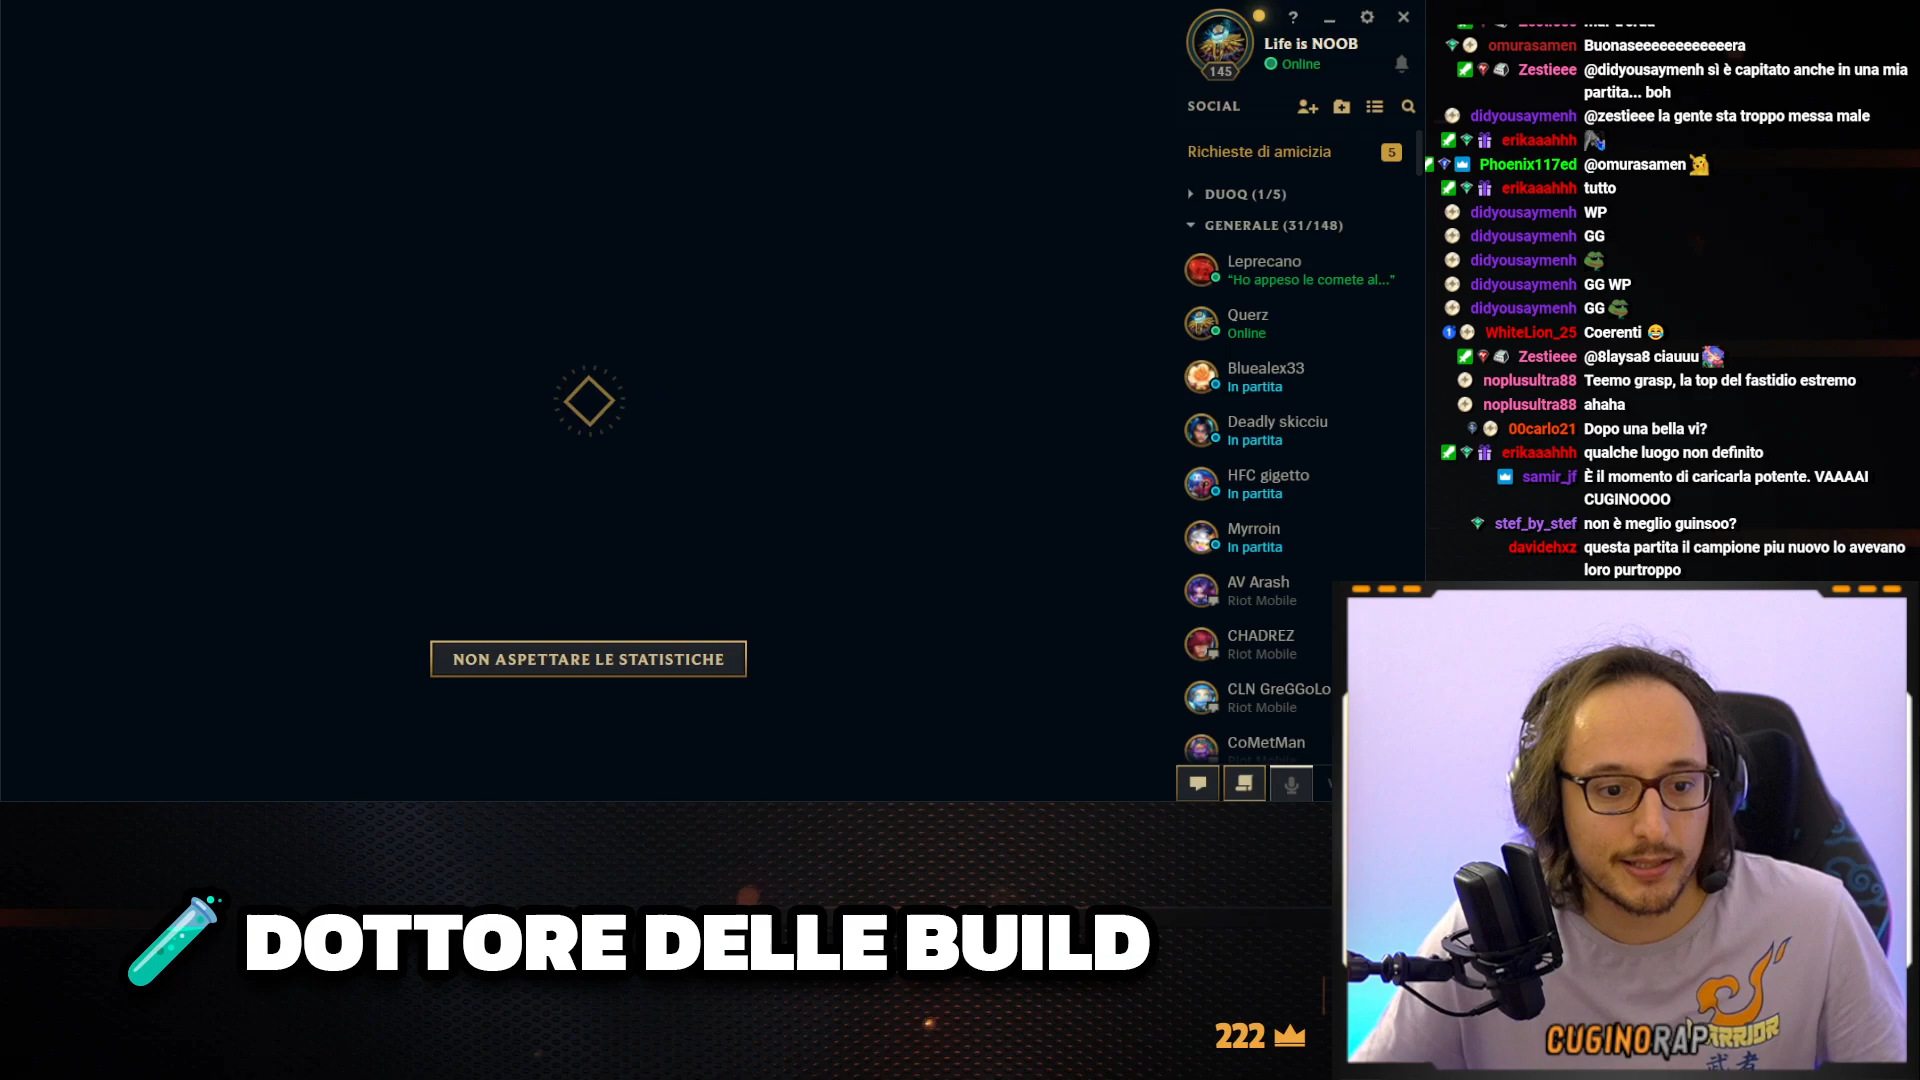 ?
Life is NOOB
Online
145
SOCIAL
Richieste di amicizia
5
DUOQ (1/5)
GENERALE (31/148)
Leprecano
“Ho appeso le comete al...”
Querz
Online
Bluealex33
In partita
Deadly skicciu
In partita
HFC gigetto
In partita
Myrroin
In partita
AV Arash
Riot Mobile
CHADREZ
Riot Mobile
CLN GreGGoLo
Riot Mobile
CoMetMan
NON ASPETTARE LE STATISTICHE
omurasamen Buonaseeeeeeeeeeeera
Zestieee @didyousaymenh sì è capitato anche in una mia
partita... boh
didyousaymenh @zestieee la gente sta troppo messa male
erikaaahhh
Phoenix117ed @omurasamen
erikaaahhh tutto
didyousaymenh WP
didyousaymenh GG
didyousaymenh
didyousaymenh GG WP
didyousaymenh GG
1 WhiteLion_25 Coerenti
Zestieee @8laysa8 ciauuu
noplusultra88 Teemo grasp, la top del fastidio estremo
noplusultra88 ahaha
00carlo21 Dopo una bella vi?
erikaaahhh qualche luogo non definito
samir_jf È il momento di caricarla potente. VAAAAI
CUGINOOOO
stef_by_stef non è meglio guinsoo?
davidehxz questa partita il campione piu nuovo lo avevano
loro purtroppo
DOTTORE DELLE BUILD
222
CUGINORAP
武者